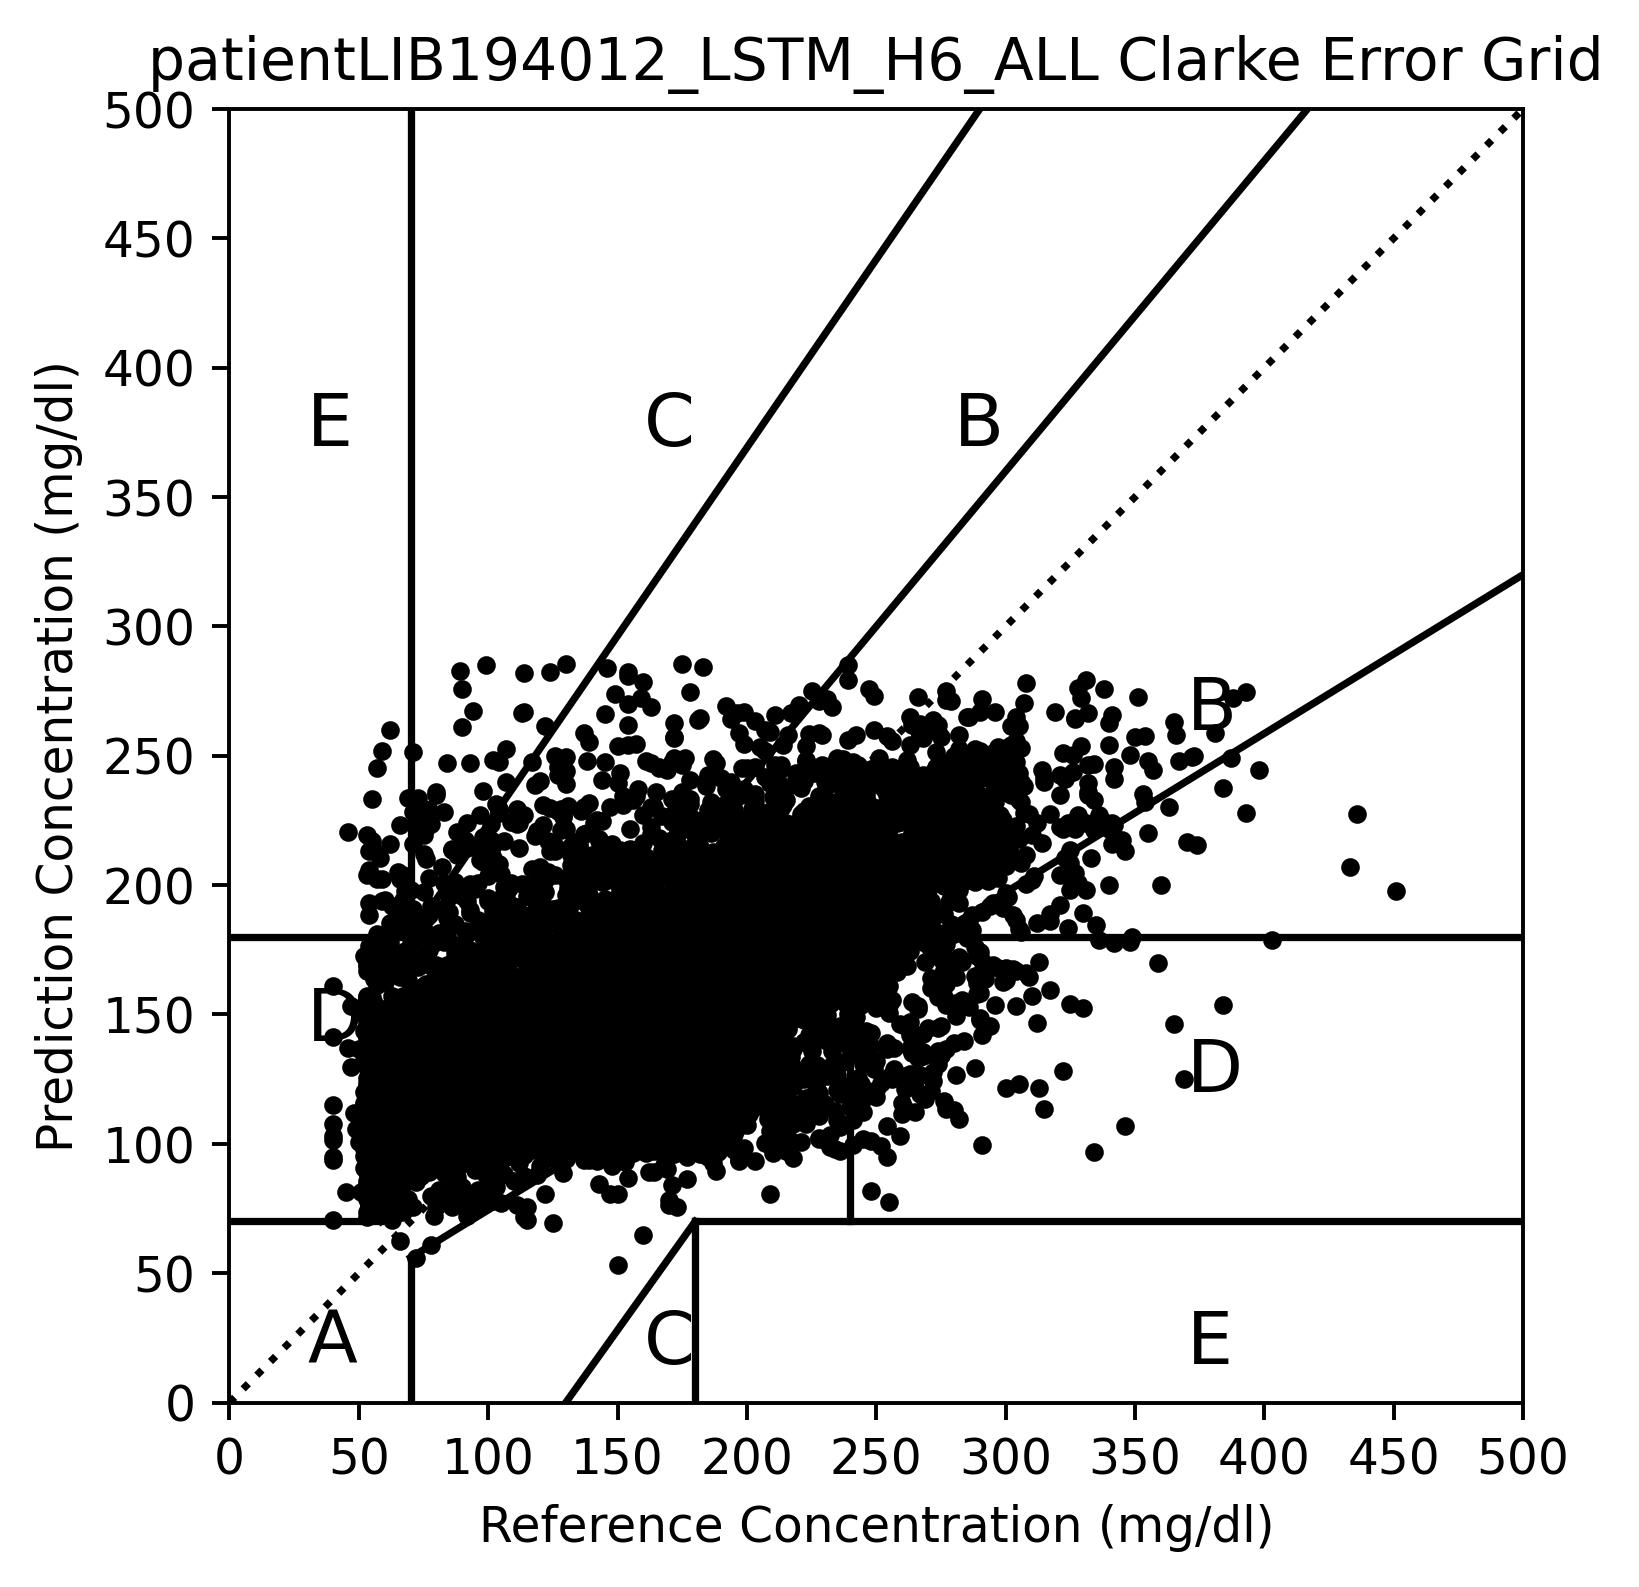 patientLIB194012_LSTM_H6_ALL Clarke Error Grid
500
450
400
350
300
250
200
150
100
50
0
Prediction Concentration (mg/dl)
E
C
B
B
D
D
A
C
E
0 50 100 150 200 250 300 350 400 450 500
Reference Concentration (mg/dl)